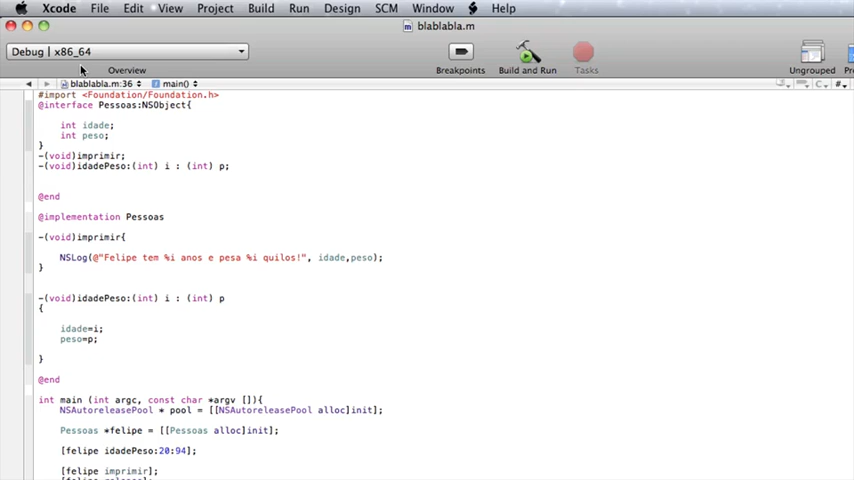 Xcode File Edit View Project Build Run Design SCM Window Help
blablabla.m
Debug | x86_64
Overview Breakpoints Build and Run Tasks Ungrouped
blablabla.m:36 main()
#import <Foundation/Foundation.h>
@interface Pessoas:NSObject{
int idade;
int peso;
}
-(void)imprimir;
-(void)idadePeso:(int) i : (int) p;
@end
@implementation Pessoas
-(void)imprimir{
NSLog(@"Felipe tem %i anos e pesa %i quilos!", idade,peso);
}
-(void)idadePeso:(int) i : (int) p
{
idade=i;
peso=p;
}
@end
int main (int argc, const char *argv []){
NSAutoreleasePool * pool = [[NSAutoreleasePool alloc]init];
Pessoas *felipe = [[Pessoas alloc]init];
[felipe idadePeso:20:94];
[felipe imprimir];